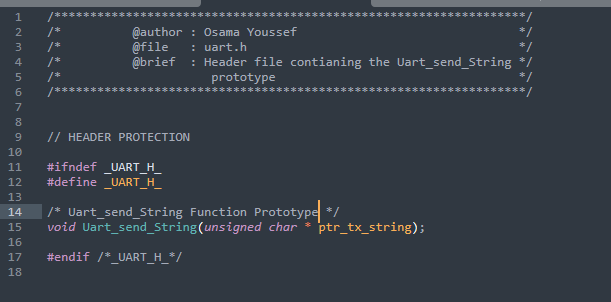 1 /******************************************************************/
2 /* @author : Osama Youssef */
3 /* @file : uart.h */
4 /* @brief : Header file contianing the Uart_send_String */
5 /* prototype */
6 /******************************************************************/
7
8
9 // HEADER PROTECTION
10
11 #ifndef _UART_H_
12 #define _UART_H_
13
14 /* Uart_send_String Function Prototype */
15 void Uart_send_String(unsigned char * ptr_tx_string);
16
17 #endif /*_UART_H_*/
18